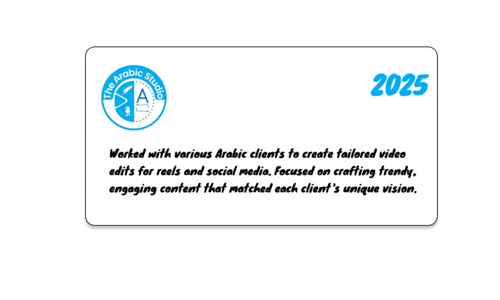 The Arabic Studio
A
2025
Worked with various Arabic clients to create tailored video
edits for reels and social media. Focused on crafting trendy,
engaging content that matched each client's unique vision.